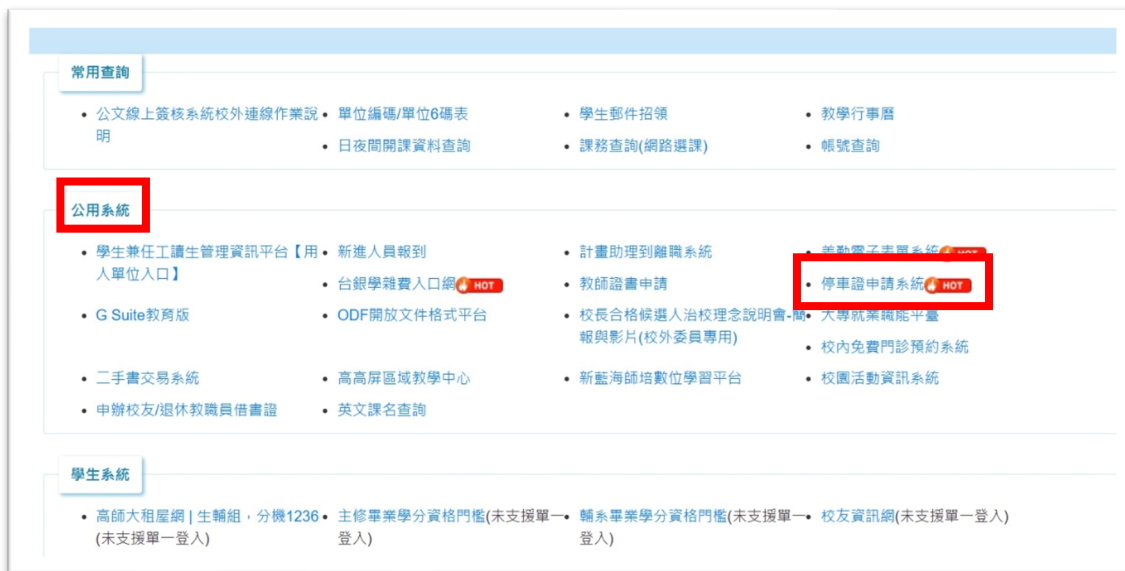 常用查詢
公文線上簽核系統校外連線作業說
明
單位編碼/單位6碼表
學生郵件招領
教學行事曆
日夜間開課資料查詢
課務查詢(網路選課)
帳號查詢
公用系統
學生兼任工讀生管理資訊平台【用
人單位入口】
新進人員報到
計畫助理到離職系統
差勤電子表單系統 HOT
台銀學雜費入口網 HOT
教師證書申請
停車證申請系統 HOT
G Suite教育版
ODF開放文件格式平台
校長合格候選人治校理念說明會-簡
報與影片(校外委員專用)
大專就業職能平臺
校內免費門診預約系統
二手書交易系統
高高屏區域教學中心
新藍海師培數位學習平台
校園活動資訊系統
申辦校友/退休教職員借書證
英文課名查詢
學生系統
高師大租屋網 | 生輔組，分機1236
(未支援單一登入)
主修畢業學分資格門檻(未支援單一
登入)
輔系畢業學分資格門檻(未支援單一
登入)
校友資訊網(未支援單一登入)